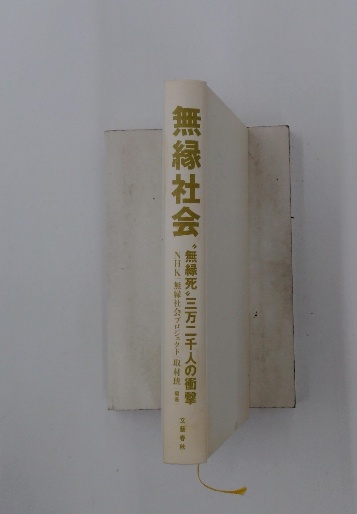 無縁社会
“無縁死”三万二千人の衝撃
NHK「無縁社会プロジェクト」取材班 編著
文藝春秋